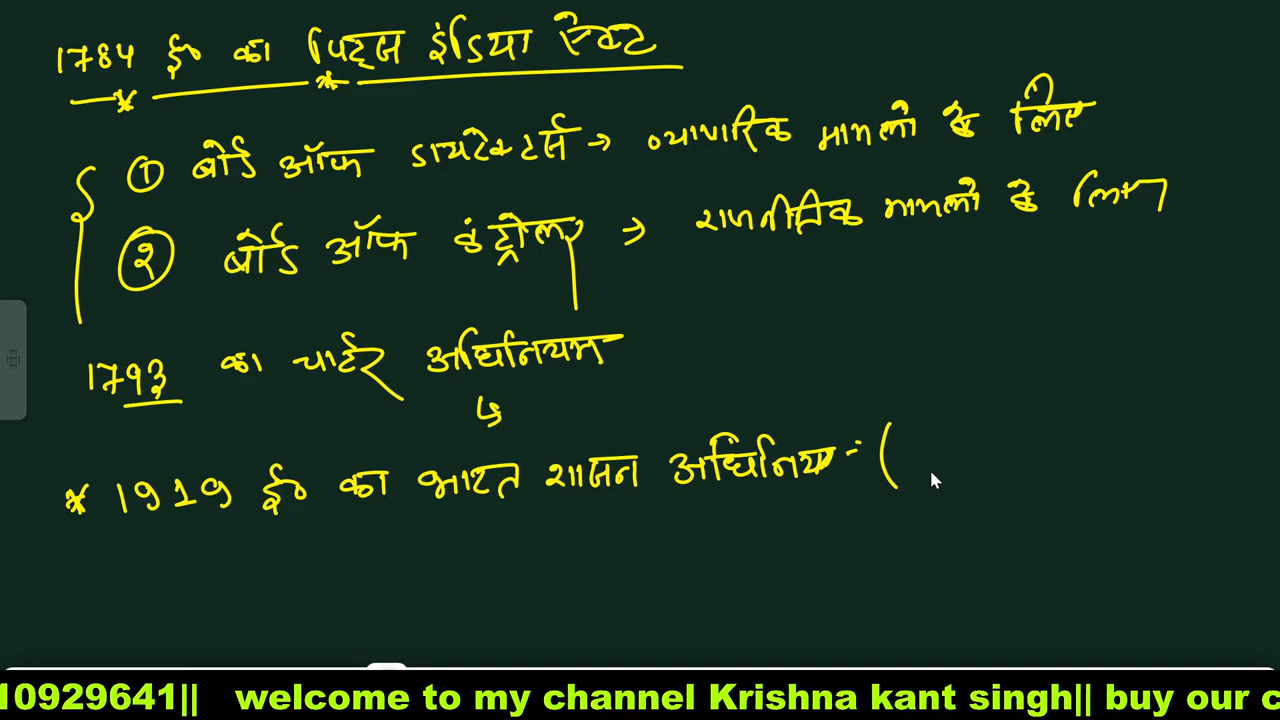 1784 ई० का पिट्स इंडिया ऐक्ट
① बोर्ड ऑफ डायरेक्टर्स → व्यापारिक मामलों के लिए
② बोर्ड ऑफ कंट्रोलर → राजनीतिक मामलों के लिए
1793 का चार्टर अधिनियम
* 1919 ई० का भारत शासन अधिनियम :- (
10929641|| welcome to my channel Krishna kant singh|| buy our c